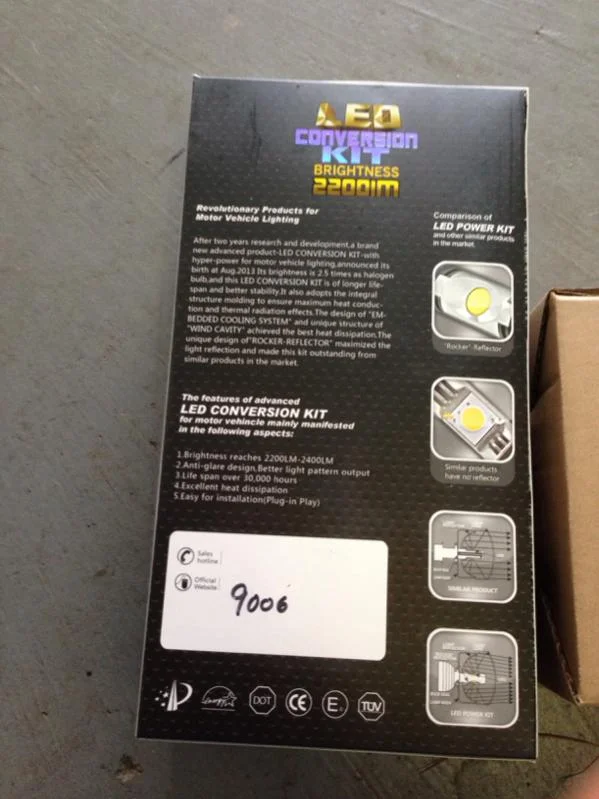 LED
CONVERSION
KIT
BRIGHTNESS
2200lm
Revolutionary Products for
Motor Vehicle Lighting
After two years research and development,a brand
new advanced product-LED CONVERSION KIT-with
hyper-power for motor vehicle lighting,announced its
birth at Aug.2013 Its brightness is 2.5 times as halogen
bulb,and this LED CONVERSION KIT is of longer life-
span and better stability.It also adopts the integral
structure molding to ensure maximum heat conduc-
tion and thermal radiation effects.The design of "EM-
BEDDED COOLING SYSTEM" and unique structure of
"WIND CAVITY" achieved the best heat dissipation.The
unique design of"ROCKER-REFLECTOR" maximized the
light reflection and made this kit outstanding from
similar products in the market.
The features of advanced
LED CONVERSION KIT
for motor vehincle mainly manifested
in the following aspects:
1.Brightness reaches 2200LM-2400LM
2.Anti-glare design,Better light pattern output
3.Life span over 30,000 hours
4.Excellent heat dissipation
5.Easy for installation(Plug-in Play)
Comparison of
LED POWER KIT
and other similar products
in the market.
"Rocker"-Reflector
Similar products
have no reflector
SIMILAR PRODUCT
LED POWER KIT
Sales
hotline
Official
Website
9006
DOT
CE
E
TUV